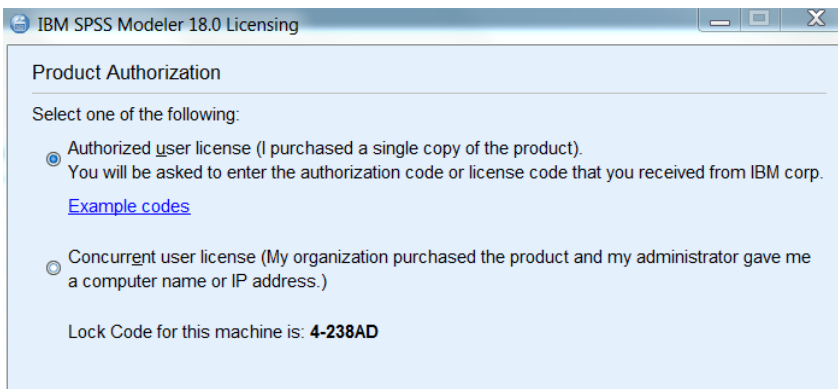 IBM SPSS Modeler 18.0 Licensing
Product Authorization
Select one of the following:
Authorized user license (I purchased a single copy of the product).
You will be asked to enter the authorization code or license code that you received from IBM corp.
Example codes
Concurrent user license (My organization purchased the product and my administrator gave me
a computer name or IP address.)
Lock Code for this machine is: 4-238AD